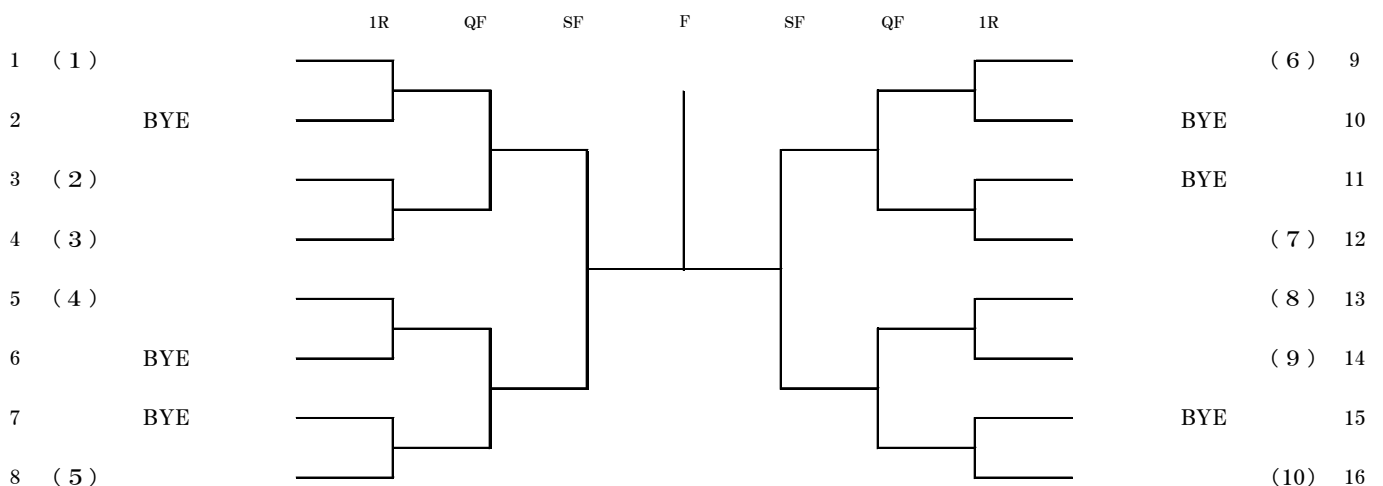 1R QF SF F SF QF 1R
1 ( 1 ) ( 6 ) 9
2 BYE BYE 10
3 ( 2 ) BYE 11
4 ( 3 ) ( 7 ) 12
5 ( 4 ) ( 8 ) 13
6 BYE ( 9 ) 14
7 BYE BYE 15
8 ( 5 ) (10) 16